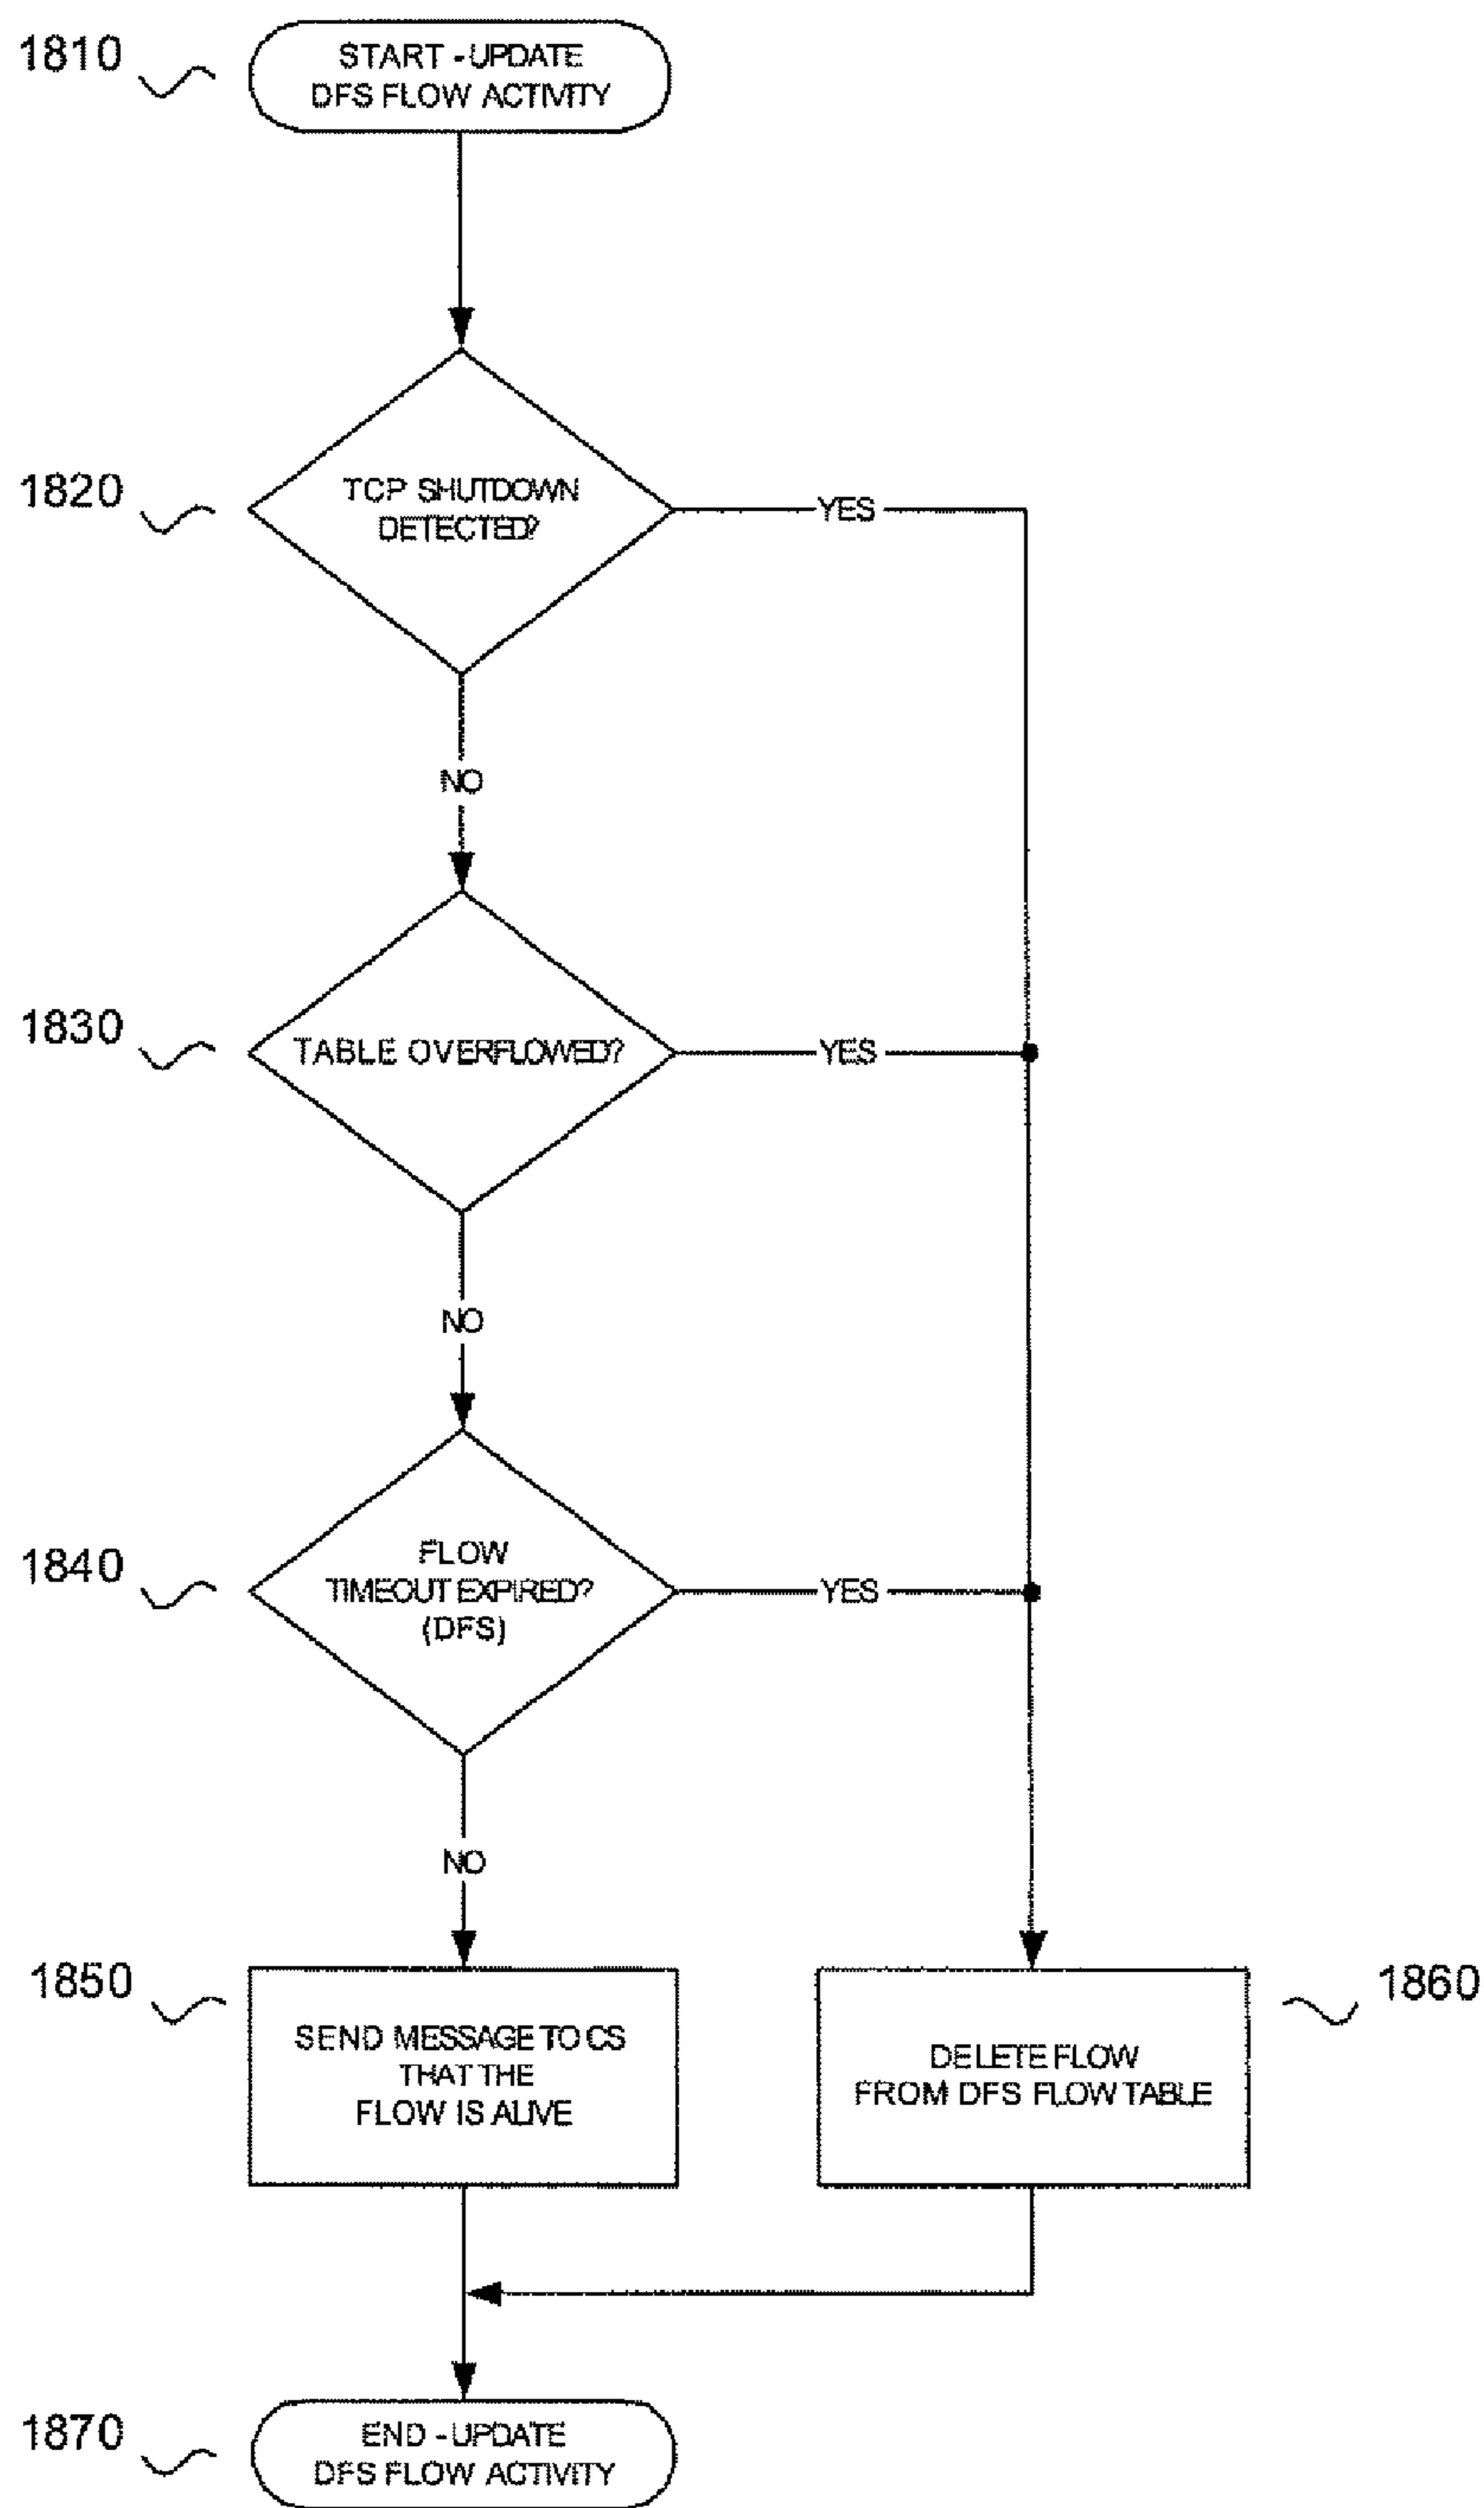 1810
START - UPDATE
DFS FLOW ACTIVITY
1820
TCP SHUTDOWN
DETECTED?
YES
NO
1830
TABLE OVERFLOWED?
YES
NO
1840
FLOW
TIMEOUT EXPIRED?
(DFS)
YES
NO
1850
SEND MESSAGE TO CS
THAT THE
FLOW IS ALIVE
1860
DELETE FLOW
FROM DFS FLOW TABLE
1870
END - UPDATE
DFS FLOW ACTIVITY